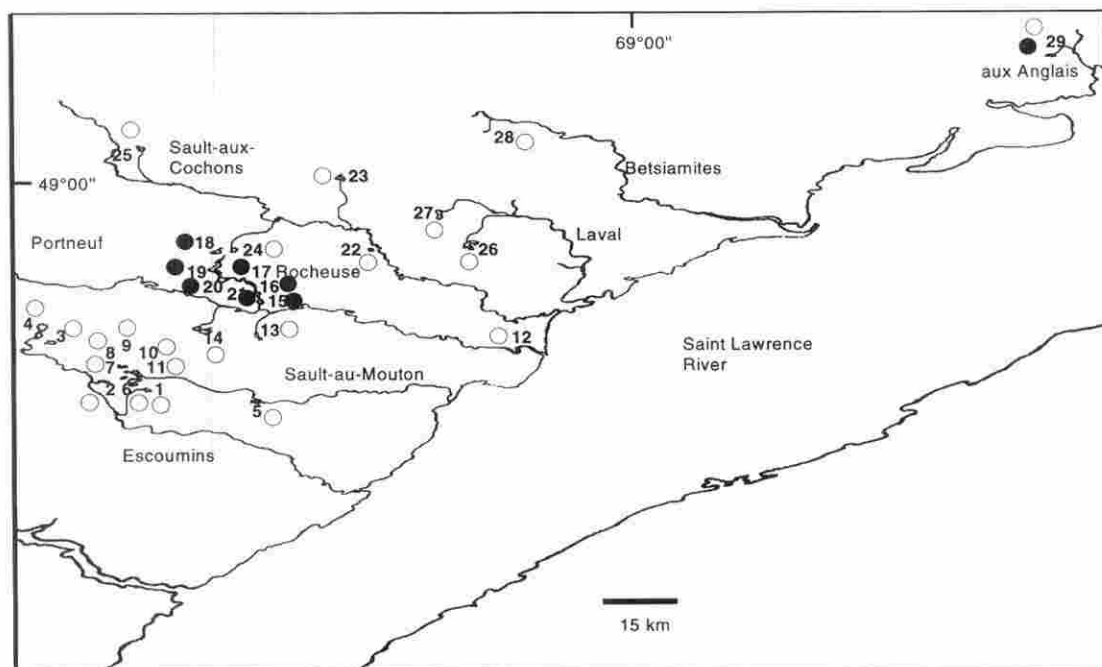 69°00"
29
aux Anglais
28
Sault-aux-
Cochons
25
Betsiamites
49°00"
23
27
Laval
Portneuf
18
24
22
26
19
17
Rocheuse
16
20
21
15
4
3
14
13
12
9
8
10
Saint Lawrence
River
7
11
Sault-au-Mouton
2
6
1
5
Escoumins
15 km